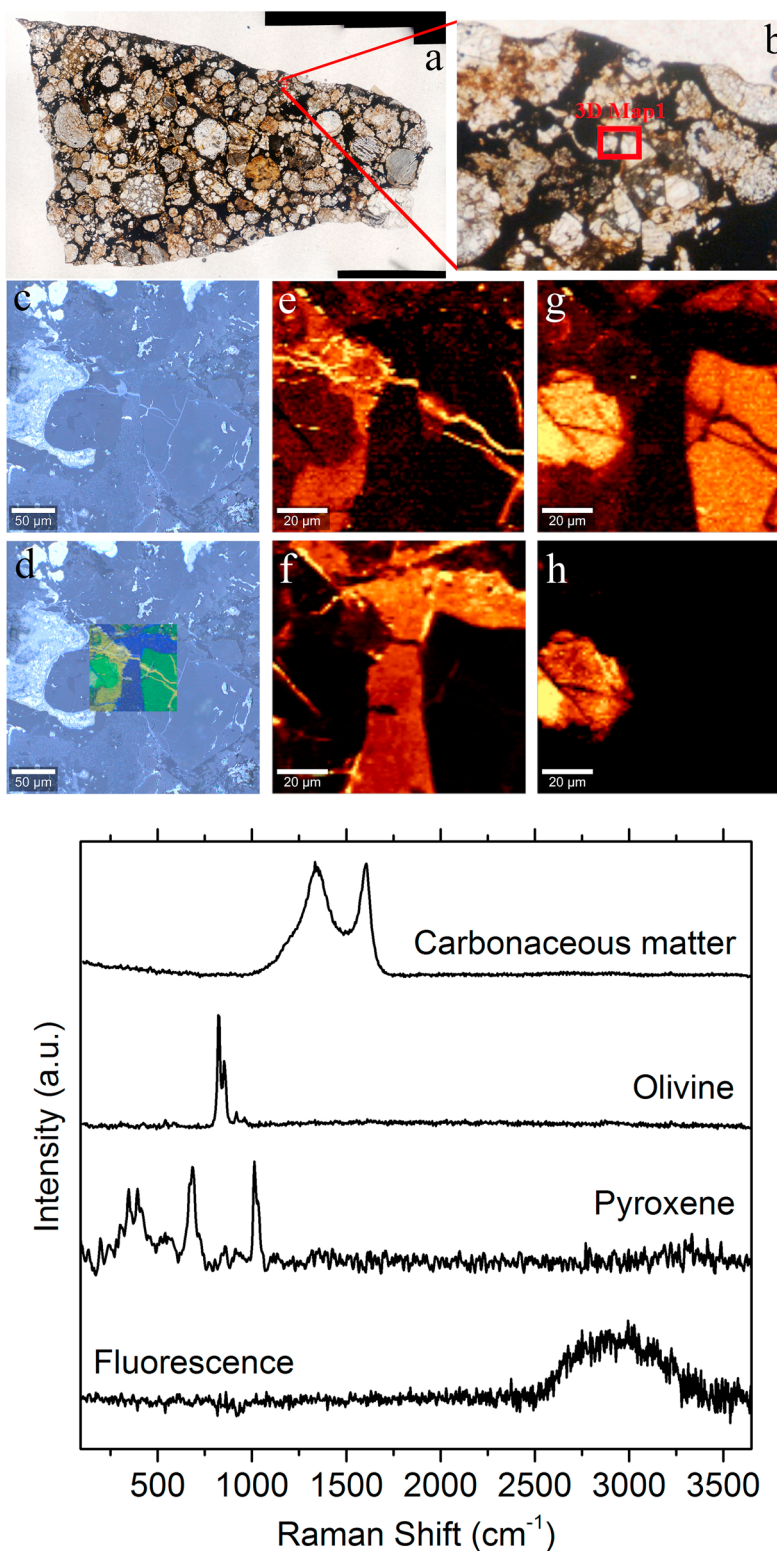 a
b
3D Map1
c
e
g
50 µm
20 µm
20 µm
d
f
h
50 µm
20 µm
20 µm
Intensity (a.u.)
Carbonaceous matter
Olivine
Pyroxene
Fluorescence
500 1000 1500 2000 2500 3000 3500
Raman Shift (cm⁻¹)